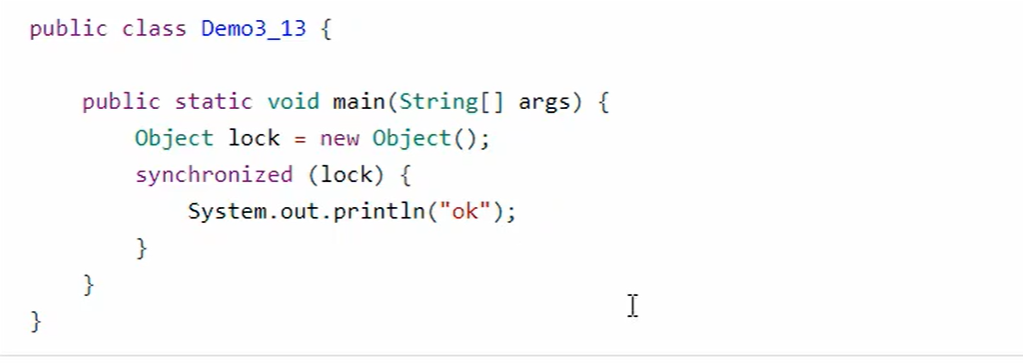 public class Demo3_13 {
    public static void main(String[] args) {
        Object lock = new Object();
        synchronized (lock) {
            System.out.println("ok");
        }
    }
}